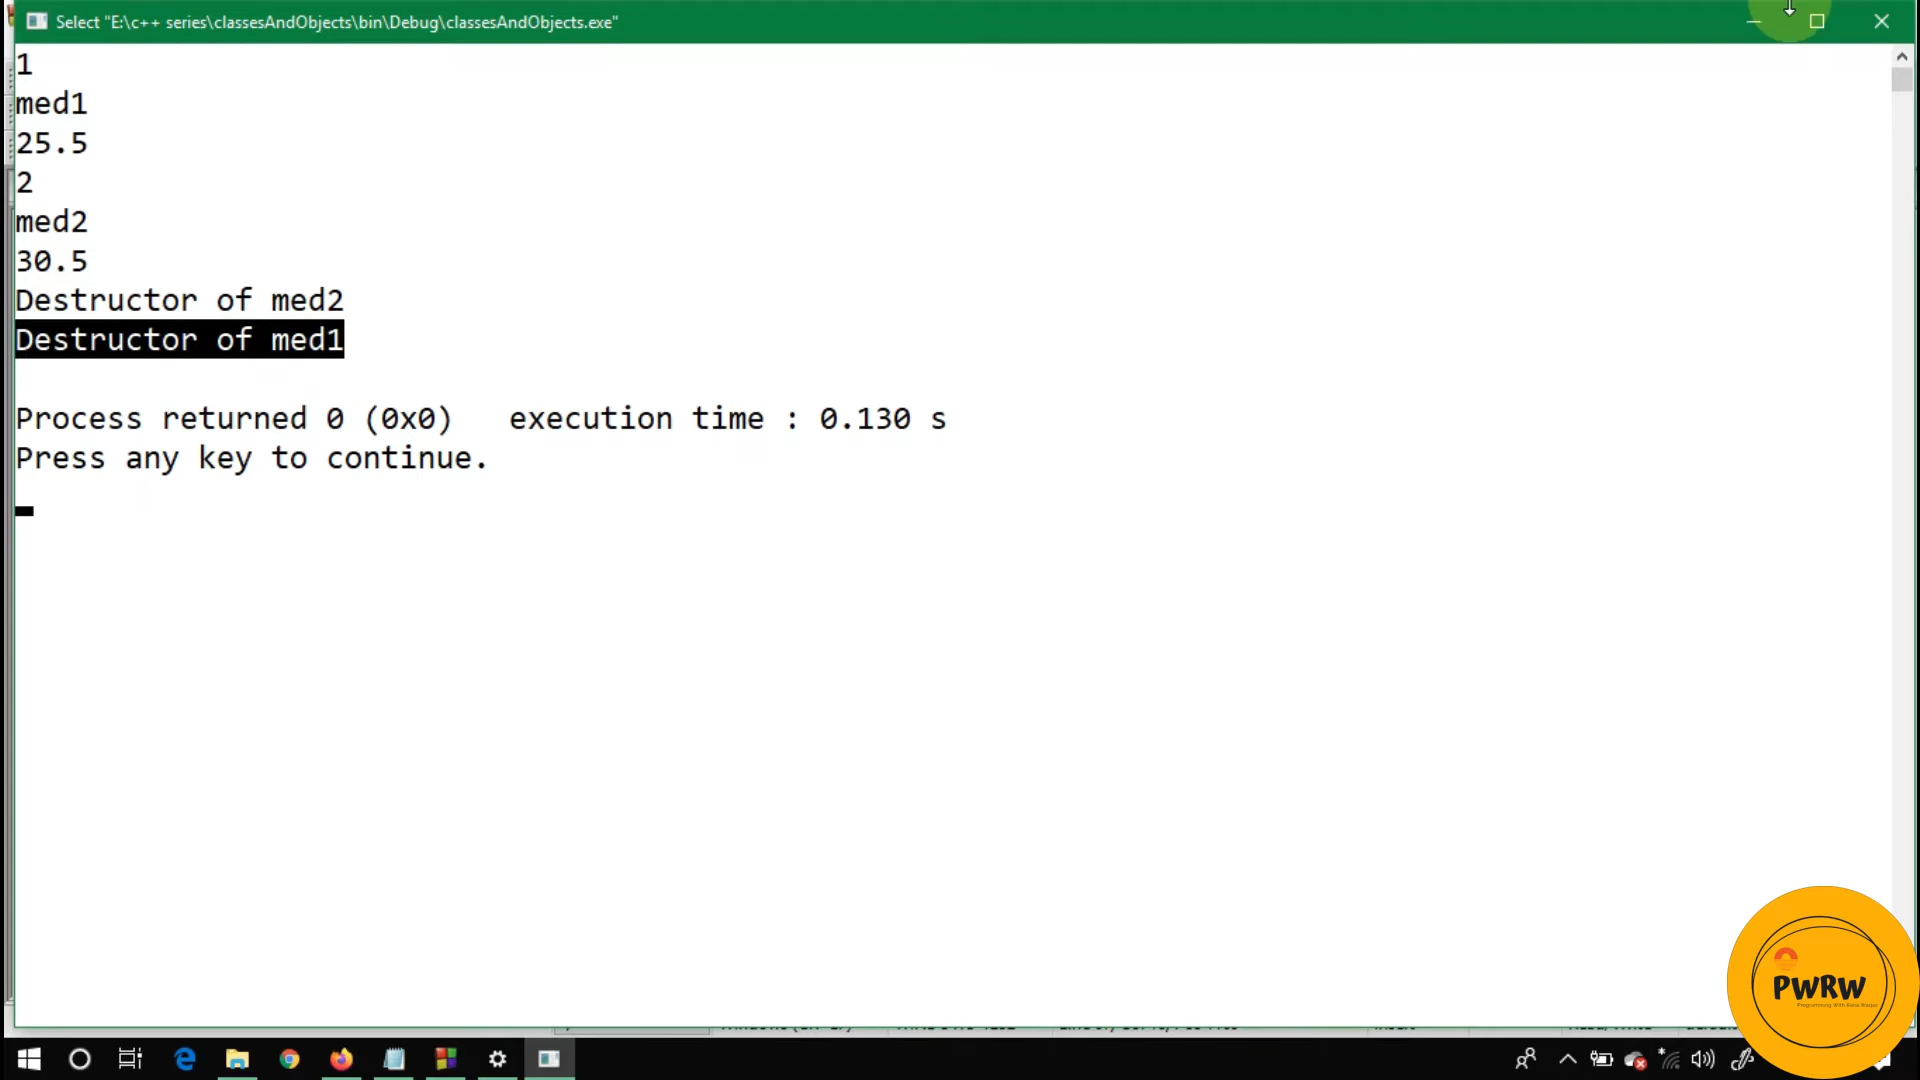 Select "E:\c++ series\classesAndObjects\bin\Debug\classesAndObjects.exe"
1
med1
25.5
2
med2
30.5
Destructor of med2
Destructor of med1
Process returned 0 (0x0)   execution time : 0.130 s
Press any key to continue.
PWRW